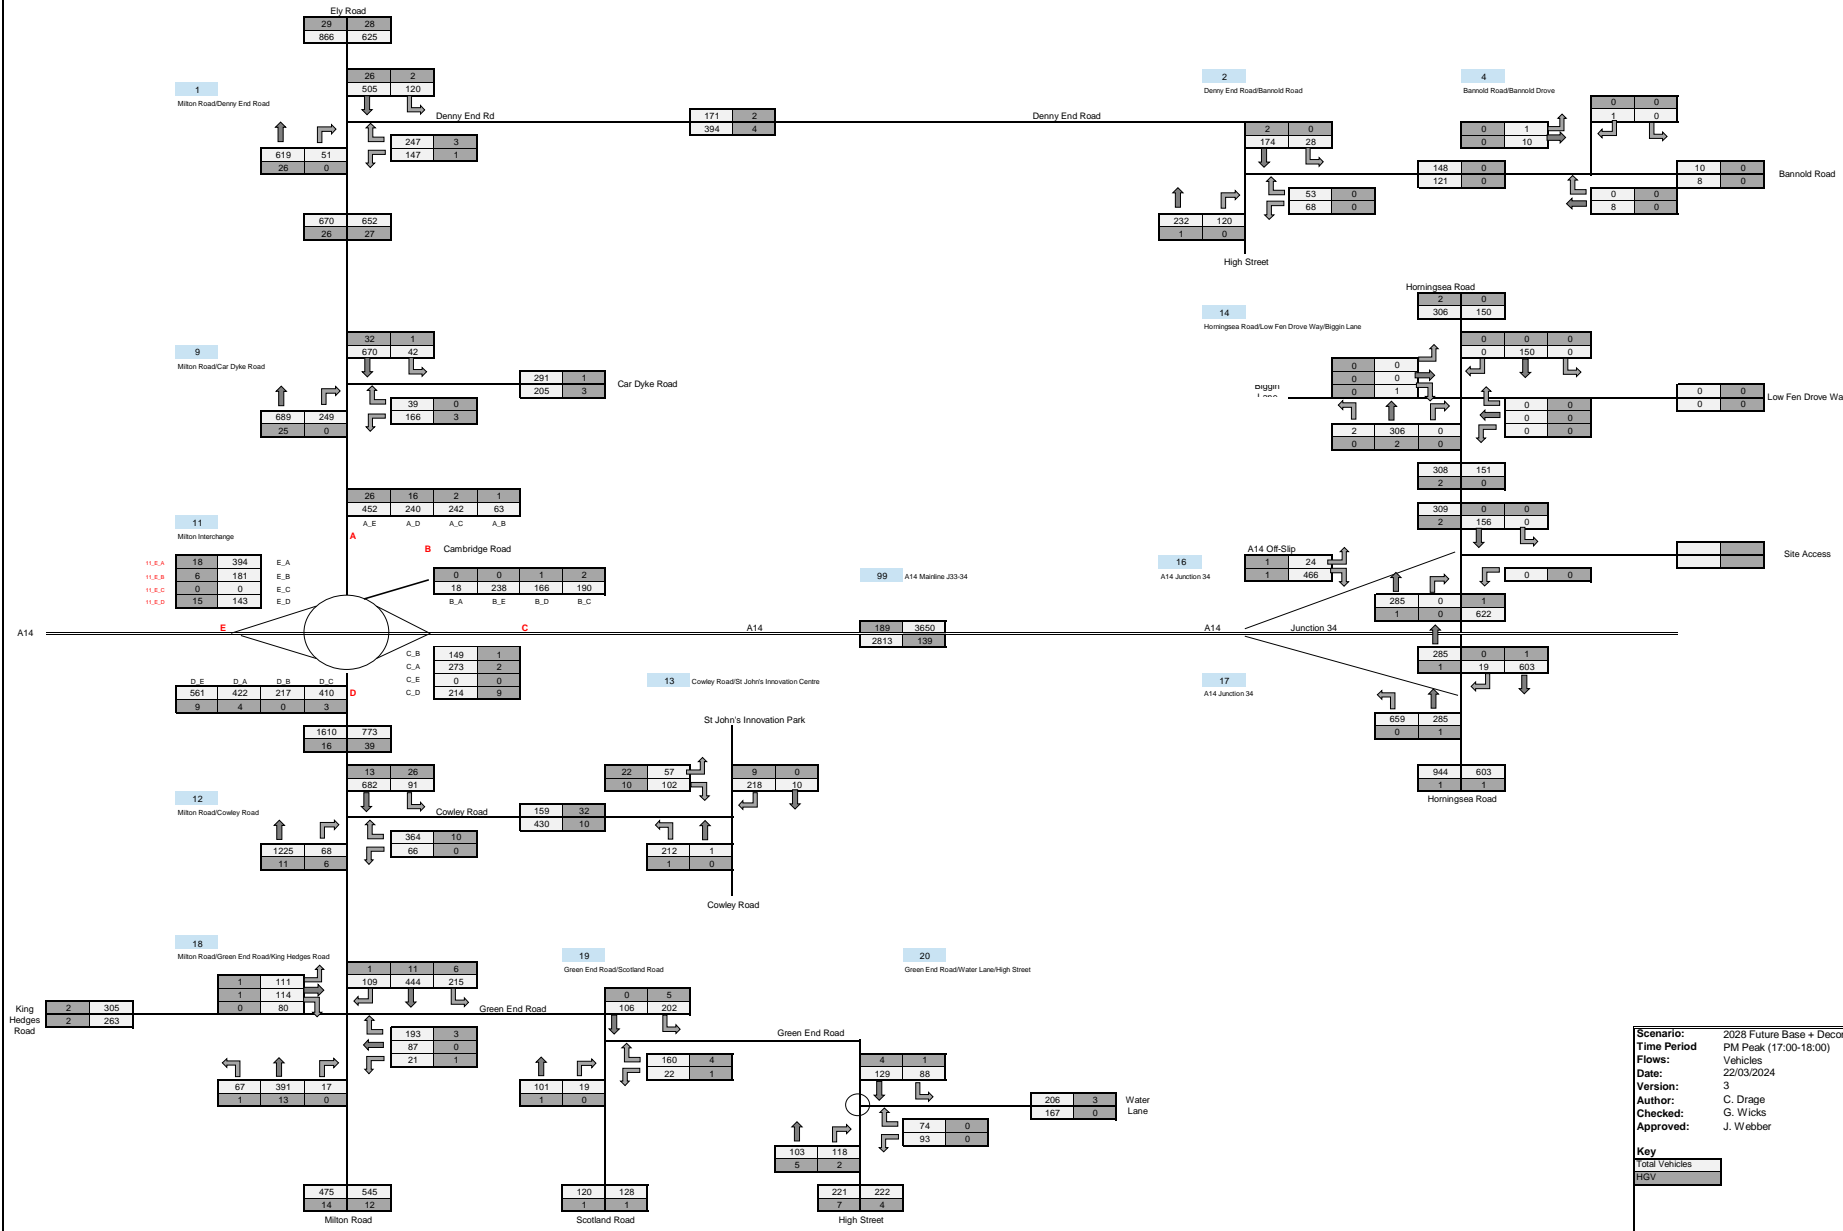 Ely Road
29 28
866 625
26 2
505 120
1
Milton Road/Denny End Road
Denny End Rd
619 51
26 0
247 3
147 1
171 2
394 4
Denny End Road
2
Denny End Road/Bannold Road
4
Bannold Road/Bannold Drove
2 0
174 28
0 1
0 10
0 0
1 0
148 0
121 0
10 0
8 0
Bannold Road
53 0
68 0
0 0
8 0
232 120
1 0
High Street
670 652
26 27
Horningsea Road
2 0
306 150
14
Horningsea Road/Low Fen Drove Way/Biggin Lane
0 0 0
0 150 0
0 0
0 0
0 1
Biggin
Lane
0 0
0 0
Low Fen Drove Wa
0 0
0 0
0 0
2 306 0
0 2 0
308 151
2 0
32 1
670 42
9
Milton Road/Car Dyke Road
291 1
205 3
Car Dyke Road
39 0
166 3
689 249
25 0
26 16 2 1
452 240 242 63
A_E A_D A_C A_B
A
11
Milton Interchange
B Cambridge Road
11_E_A 18 394 E_A
11_E_B 6 181 E_B
11_E_C 0 0 E_C
11_E_D 15 143 E_D
0 0 1 2
18 238 166 190
B_A B_E B_D B_C
99 A14 Mainline J33-34
309 0 0
2 156 0
16
A14 Junction 34
A14 Off-Slip
1 24
1 466
Site Access
0 0
285 0 1
1 0 622
A14
E
C
A14
189 3650
2813 139
A14
Junction 34
C_B 149 1
C_A 273 2
C_E 0 0
C_D 214 9
D_E D_A D_B D_C
561 422 217 410
9 4 0 3
D
13 Cowley Road/St John's Innovation Centre
17
A14 Junction 34
285 0 1
1 19 603
659 285
0 1
944 603
1 1
Horningsea Road
1610 773
16 39
St John's Innovation Park
13 26
682 91
12
Milton Road/Cowley Road
Cowley Road
22 57
10 102
9 0
218 10
159 32
430 10
364 10
66 0
1225 68
11 6
212 1
1 0
Cowley Road
18
Milton Road/Green End Road/King Hedges Road
19
Green End Road/Scotland Road
20
Green End Road/Water Lane/High Street
1 11 6
109 444 215
1 111
1 114
0 80
King
Hedges
Road
2 305
2 263
Green End Road
0 5
106 202
Green End Road
193 3
87 0
21 1
67 391 17
1 13 0
160 4
22 1
101 19
1 0
4 1
129 88
206 3
167 0
Water
Lane
74 0
93 0
103 118
5 2
475 545
14 12
Milton Road
120 128
1 1
Scotland Road
221 222
7 4
High Street
Scenario: 2028 Future Base + Decor
Time Period PM Peak (17:00-18:00)
Flows: Vehicles
Date: 22/03/2024
Version: 3
Author: C. Drage
Checked: G. Wicks
Approved: J. Webber
Key
Total Vehicles
HGV